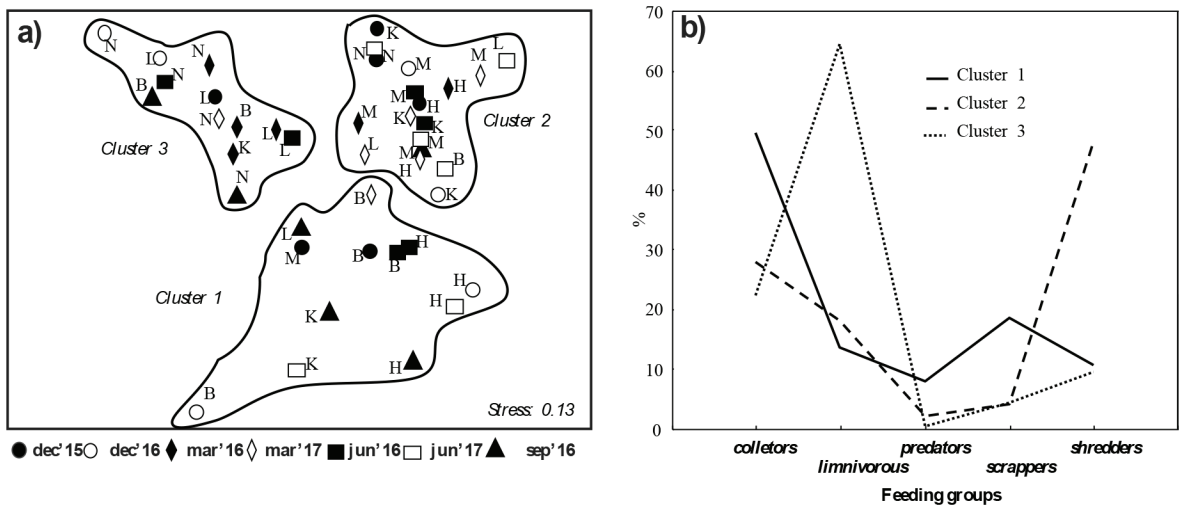 a)
N
L
N
N
B
L
N
B
L
K
L
N
Cluster 3
K
N
N
M
M
L
H
M
H
M
K
K
L
M
M
H
B
K
Cluster 2
B
L
M
B
H
B
H
H
K
K
H
B
Cluster 1
Stress: 0.13
dec'15 dec'16 mar'16 mar'17 jun'16 jun'17 sep'16
b)
70
60
50
40
30
20
10
0
%
Cluster 1
Cluster 2
Cluster 3
colletors
limnivorous
predators
scrappers
shredders
Feeding groups